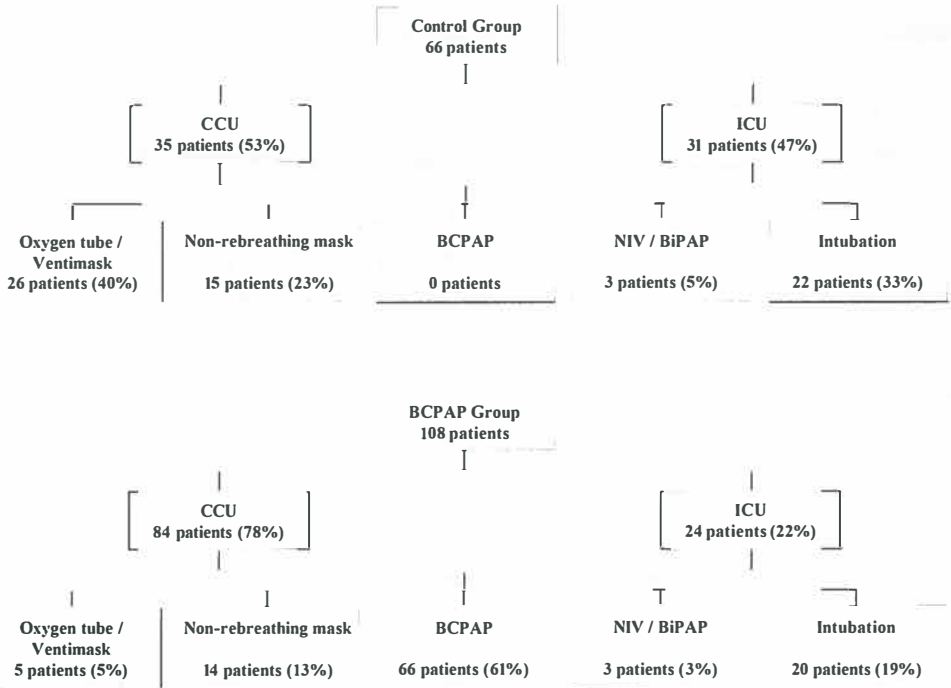 Control Group
66 patients
CCU
35 patients (53%)
ICU
31 patients (47%)
Oxygen tube /
Ventimask
26 patients (40%)
Non-rebreathing mask
15 patients (23%)
BCPAP
0 patients
NIV / BiPAP
3 patients (5%)
Intubation
22 patients (33%)
BCPAP Group
108 patients
CCU
84 patients (78%)
ICU
24 patients (22%)
Oxygen tube /
Ventimask
5 patients (5%)
Non-rebreathing mask
14 patients (13%)
BCPAP
66 patients (61%)
NIV / BiPAP
3 patients (3%)
Intubation
20 patients (19%)